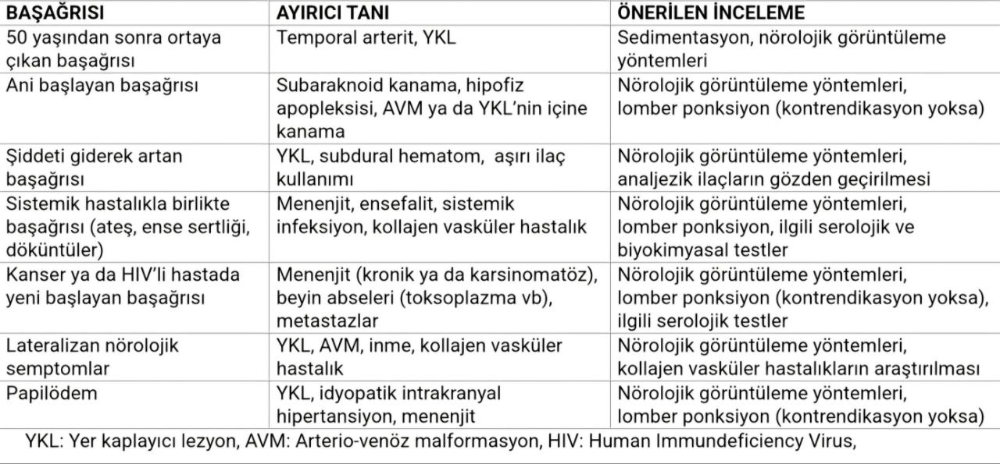 BAŞAĞRISI AYIRICI TANI ÖNERİLEN İNCELEME
50 yaşından sonra ortaya
çıkan başağrısı
Temporal arterit, YKL
Sedimentasyon, nörolojik görüntüleme
yöntemleri
Ani başlayan başağrısı
Subaraknoid kanama, hipofiz
apopleksisi, AVM ya da YKL’nin içine
kanama
Nörolojik görüntüleme yöntemleri,
lomber ponksiyon (kontrendikasyon yoksa)
Şiddeti giderek artan
başağrısı
YKL, subdural hematom, aşırı ilaç
kullanımı
Nörolojik görüntüleme yöntemleri,
analjezik ilaçların gözden geçirilmesi
Sistemik hastalıkla birlikte
başağrısı (ateş, ense sertliği,
döküntüler)
Menenjit, ensefalit, sistemik
infeksiyon, kollajen vasküler hastalık
Nörolojik görüntüleme yöntemleri,
lomber ponksiyon, ilgili serolojik ve
biyokimyasal testler
Kanser ya da HIV’li hastada
yeni başlayan başağrısı
Menenjit (kronik ya da karsinomatöz),
beyin abseleri (toksoplazma vb),
metastazlar
Nörolojik görüntüleme yöntemleri,
lomber ponksiyon (kontrendikasyon yoksa),
ilgili serolojik testler
Lateralizan nörolojik
semptomlar
YKL, AVM, inme, kollajen vasküler
hastalık
Nörolojik görüntüleme yöntemleri,
kollajen vasküler hastalıkların araştırılması
Papilödem
YKL, idyopatik intrakranyal
hipertansiyon, menenjit
Nörolojik görüntüleme yöntemleri,
lomber ponksiyon (kontrendikasyon yoksa)
YKL: Yer kaplayıcı lezyon, AVM: Arterio-venöz malformasyon, HIV: Human Immundeficiency Virus,